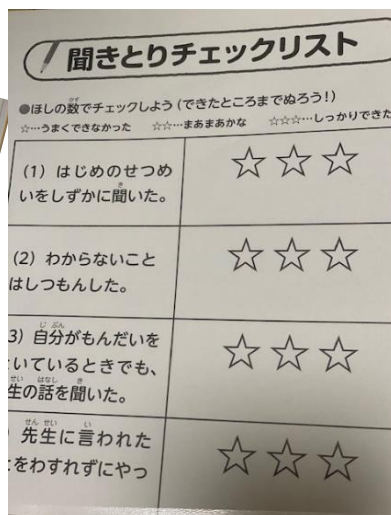 聞きとりチェックリスト
●ほしの数でチェックしよう(できたところまでぬろう!)
☆…うまくできなかった ☆☆…まあまあかな ☆☆☆…しっかりできた
(1) はじめのせつめ
いをしずかに聞いた。
☆ ☆ ☆
(2) わからないこと
はしつもんした。
☆ ☆ ☆
3) 自分がもんだいを
いているときでも、
生の話を聞いた。
☆ ☆ ☆
先生に言われた
をわすれずにやっ
☆ ☆ ☆